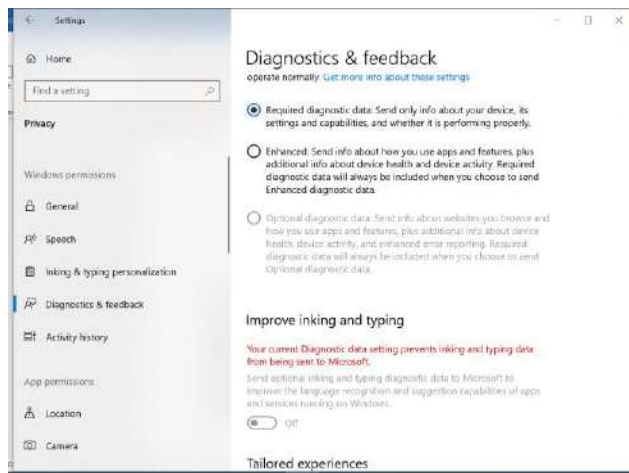 Settings
Home
Find a setting
Privacy
Windows permissions
General
Speech
Inking & typing personalization
Diagnostics & feedback
Activity history
App permissions
Location
Camera
Diagnostics & feedback
operate normally. Get more info about these settings
Required diagnostic data: Send only info about your device, its
settings and capabilities, and whether it is performing properly.
Enhanced: Send info about how you use apps and features, plus
additional info about device health and device activity. Required
diagnostic data will always be included when you choose to send
Enhanced diagnostic data.
Optional diagnostic data: Send info about websites you browse and
how you use apps and features, plus additional info about device
health, device activity, and enhanced error reporting. Required
diagnostic data will always be included when you choose to send
Optional diagnostic data.
Improve inking and typing
Your current Diagnostic data setting prevents inking and typing data
from being sent to Microsoft.
Send optional inking and typing diagnostic data to Microsoft to
improve the language recognition and suggestion capabilities of apps
and services running on Windows.
Off
Tailored experiences